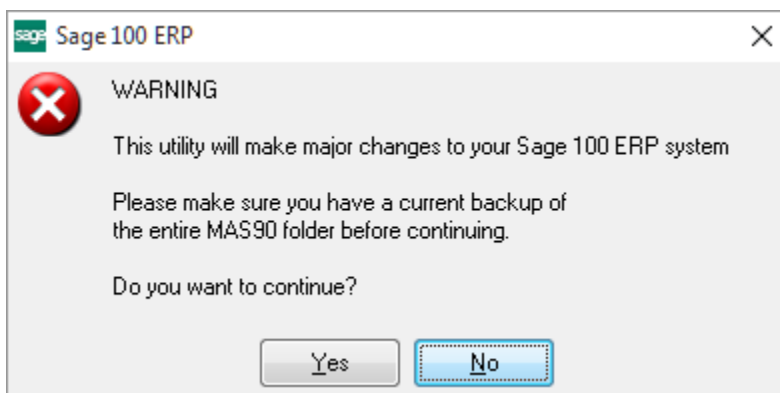 sage Sage 100 ERP
WARNING
This utility will make major changes to your Sage 100 ERP system
Please make sure you have a current backup of
the entire MAS90 folder before continuing.
Do you want to continue?
Yes No